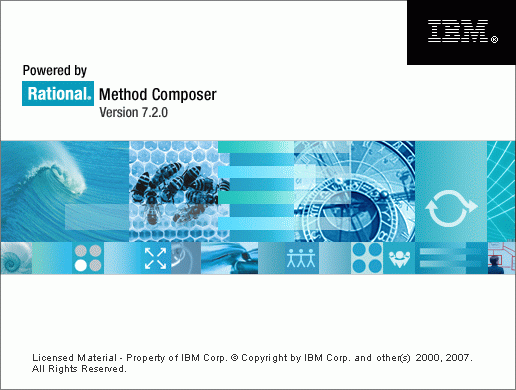 IBM®
Powered by
Rational. Method Composer
Version 7.2.0
Licensed Material - Property of IBM Corp. © Copyright by IBM Corp. and other(s) 2000, 2007.
All Rights Reserved.